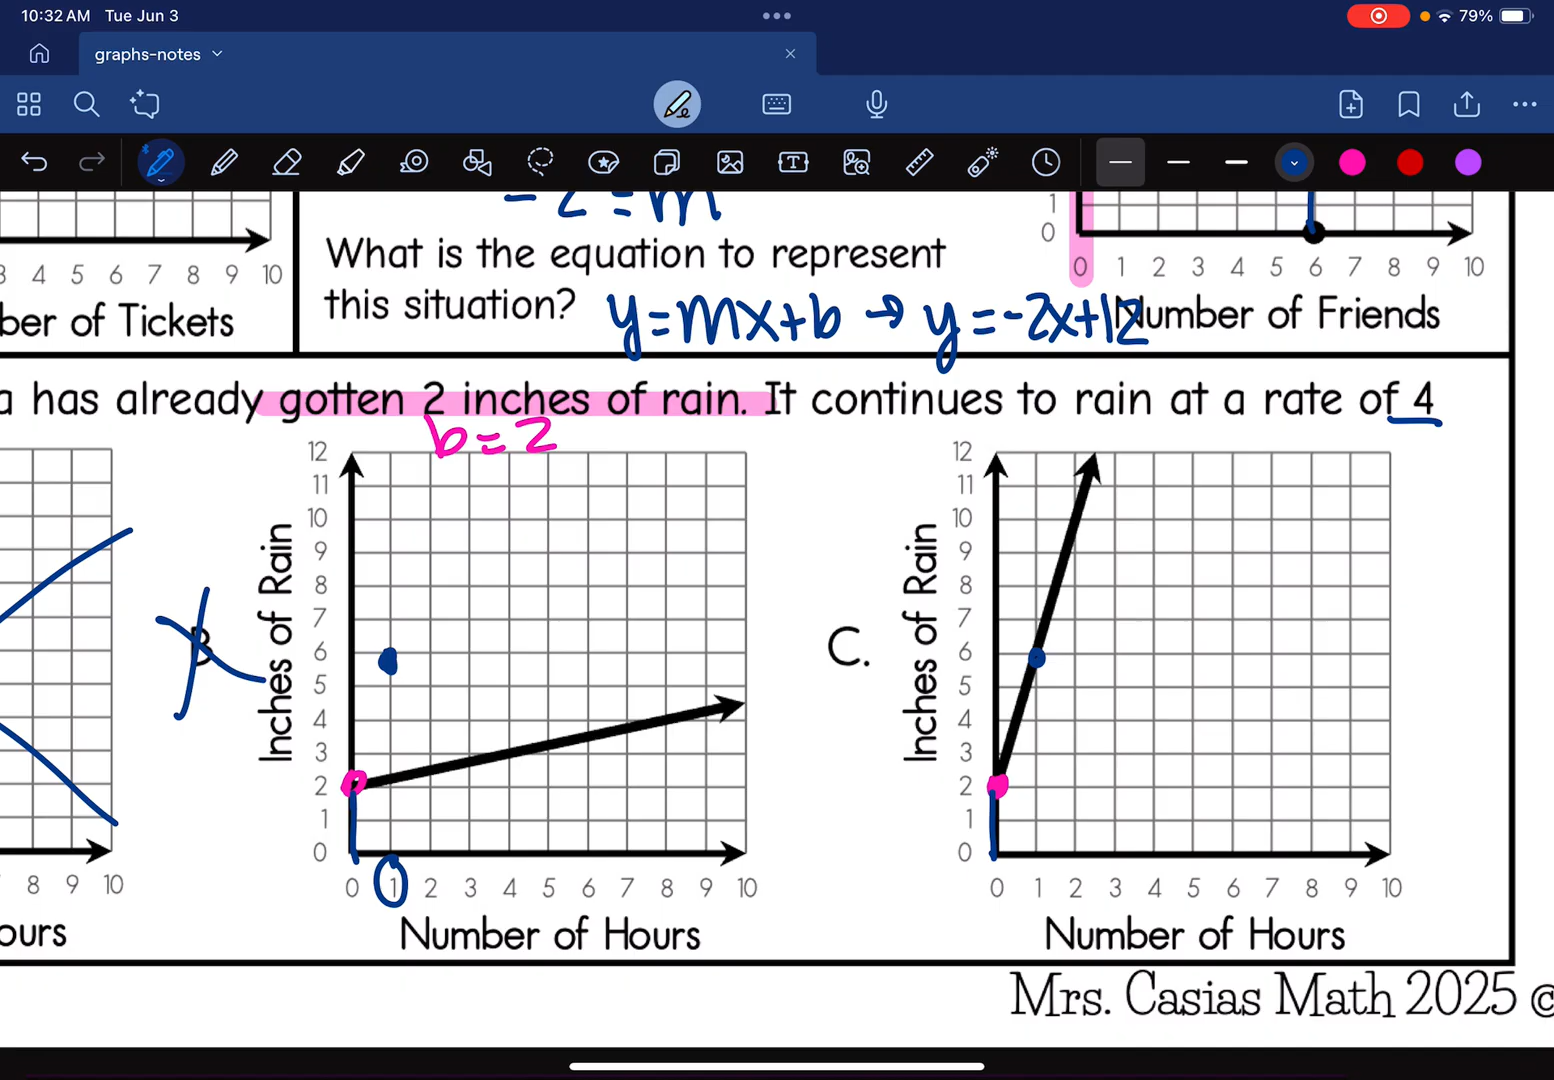 10:32 AM Tue Jun 3
79%
graphs-notes
- 2 = m
What is the equation to represent
this situation? y=mx+b → y=-2x+12
1
0
0 1 2 3 4 5 6 7 8 9 10
Number of Friends
3 4 5 6 7 8 9 10
ber of Tickets
a has already gotten 2 inches of rain. It continues to rain at a rate of 4
b=2
8 9 10
ours
B
Inches of Rain
12
11
10
9
8
7
6
5
4
3
2
1
0
0 1 2 3 4 5 6 7 8 9 10
Number of Hours
C.
Inches of Rain
12
11
10
9
8
7
6
5
4
3
2
1
0
0 1 2 3 4 5 6 7 8 9 10
Number of Hours
Mrs. Casias Math 2025 ©